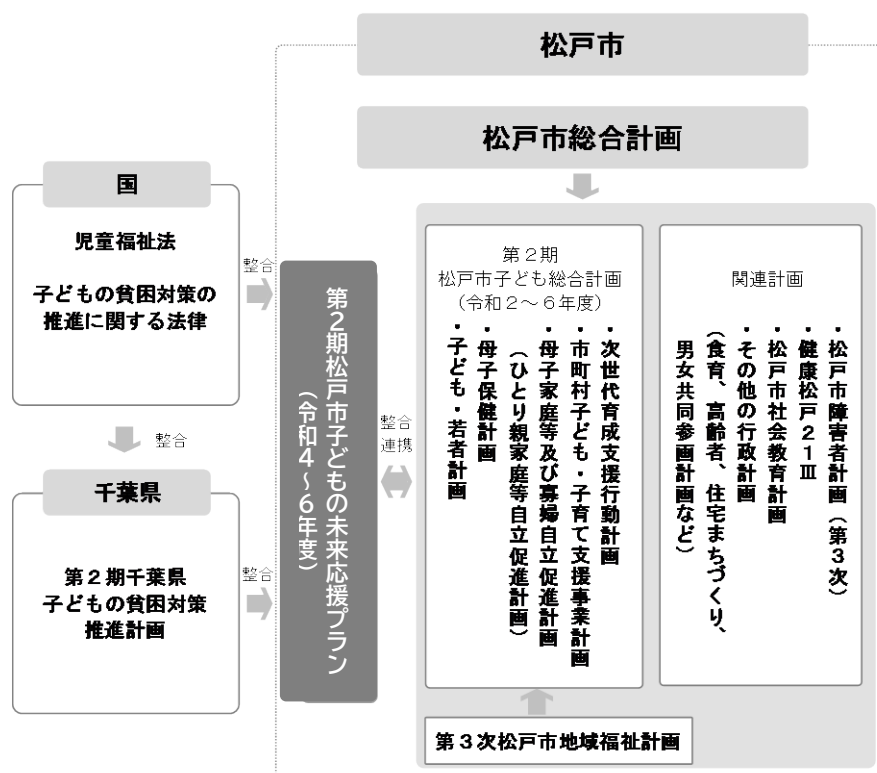 松戸市
松戸市総合計画
国
児童福祉法
子どもの貧困対策の
推進に関する法律
整合
整合
千葉県
第２期千葉県
子どもの貧困対策
推進計画
整合
第２期松戸市子どもの未来応援プラン
（令和４～６年度）
整合
連携
第２期
松戸市子ども総合計画
（令和２～６年度）
・次世代育成支援行動計画
・市町村子ども・子育て支援事業計画
・母子家庭等及び寡婦自立促進計画
（ひとり親家庭等自立促進計画）
・母子保健計画
・子ども・若者計画
関連計画
・松戸市障害者計画（第３次）
・健康松戸２１Ⅲ
・松戸市社会教育計画
・その他の行政計画
（食育、高齢者、住宅まちづくり、
男女共同参画計画など）
第３次松戸市地域福祉計画